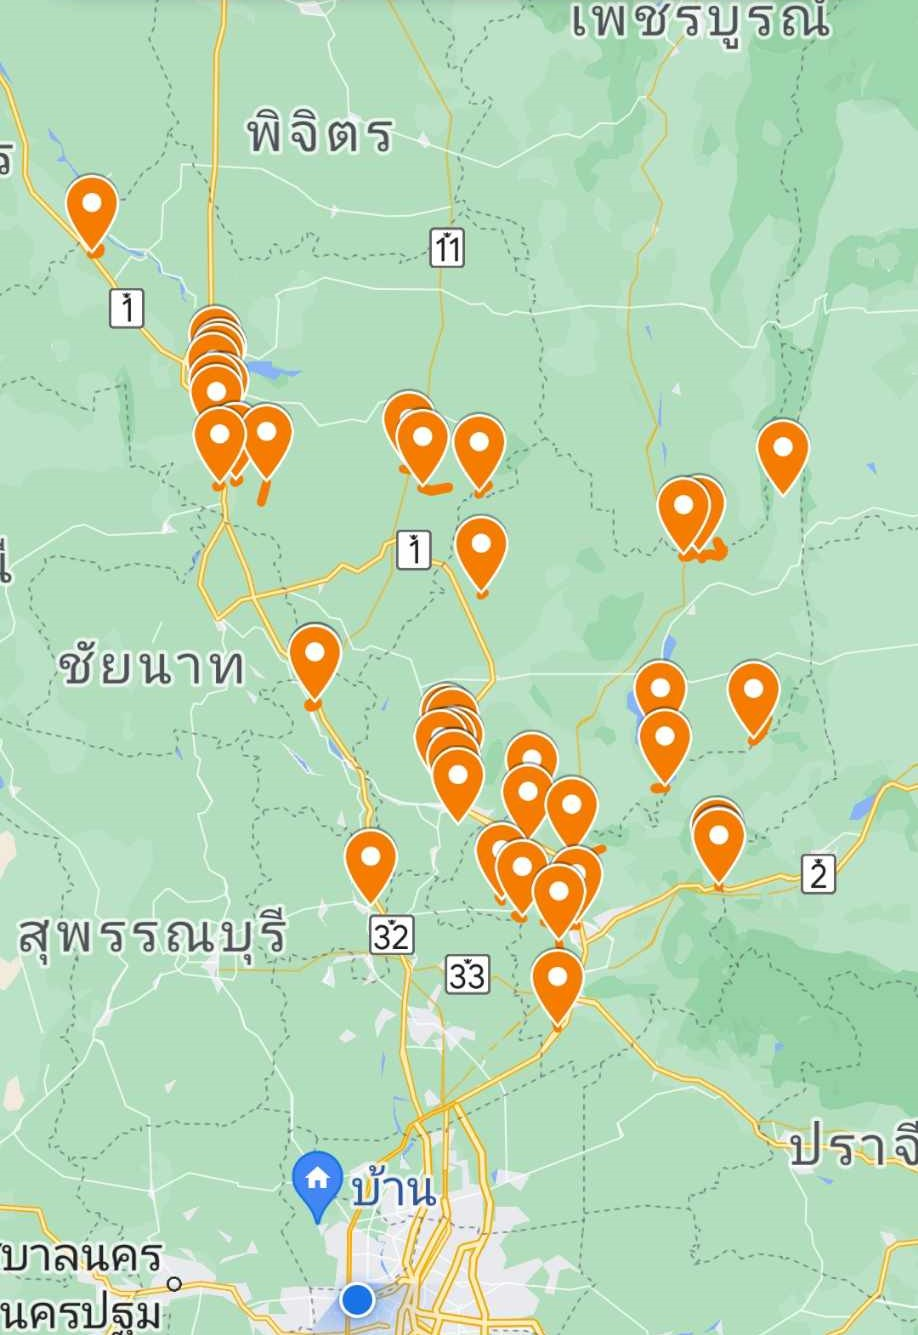 เพชรบูรณ์
พิจิตร
ร
11
1
1
ชัยนาท
2
สุพรรณบุรี
32
33
ปราจี
บ้าน
บาลนคร
นครปฐม